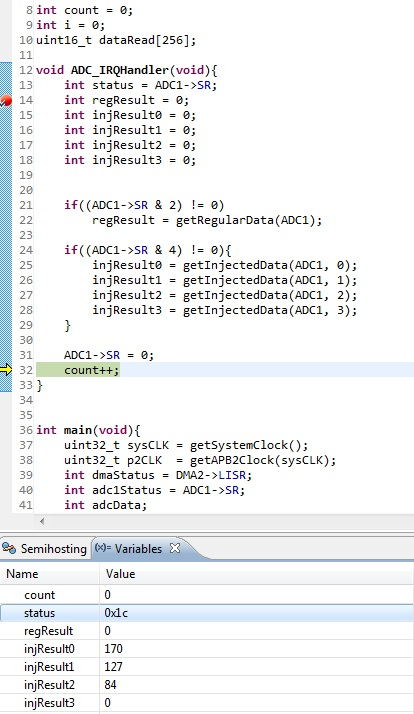 8 int count = 0;
9 int i = 0;
10 uint16_t dataRead[256];
11
12 void ADC_IRQHandler(void){
13 int status = ADC1->SR;
14 int regResult = 0;
15 int injResult0 = 0;
16 int injResult1 = 0;
17 int injResult2 = 0;
18 int injResult3 = 0;
19
20
21 if((ADC1->SR & 2) != 0)
22 regResult = getRegularData(ADC1);
23
24 if((ADC1->SR & 4) != 0){
25 injResult0 = getInjectedData(ADC1, 0);
26 injResult1 = getInjectedData(ADC1, 1);
27 injResult2 = getInjectedData(ADC1, 2);
28 injResult3 = getInjectedData(ADC1, 3);
29 }
30
31 ADC1->SR = 0;
32 count++;
33 }
34
35
36 int main(void){
37 uint32_t sysCLK = getSystemClock();
38 uint32_t p2CLK = getAPB2Clock(sysCLK);
39 int dmaStatus = DMA2->LISR;
40 int adc1Status = ADC1->SR;
41 int adcData;
Semihosting (x)= Variables
Name Value
count 0
status 0x1c
regResult 0
injResult0 170
injResult1 127
injResult2 84
injResult3 0